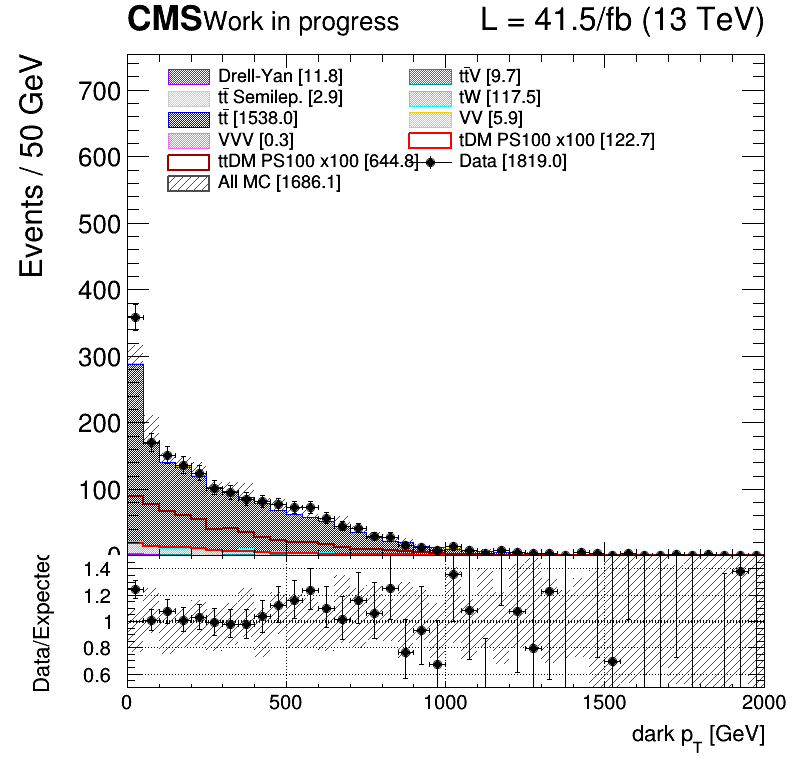 CMS Work in progress L = 41.5/fb (13 TeV)
Events / 50 GeV
Drell-Yan [11.8] tt̄V [9.7]
tt̄ Semilep. [2.9] tW [117.5]
tt̄ [1538.0] VV [5.9]
VVV [0.3] tDM PS100 x100 [122.7]
ttDM PS100 x100 [644.8] Data [1819.0]
All MC [1686.1]
700
600
500
400
300
200
100
0
Data/Expected
1.4
1.2
1
0.8
0.6
0 500 1000 1500 2000
dark p_T [GeV]